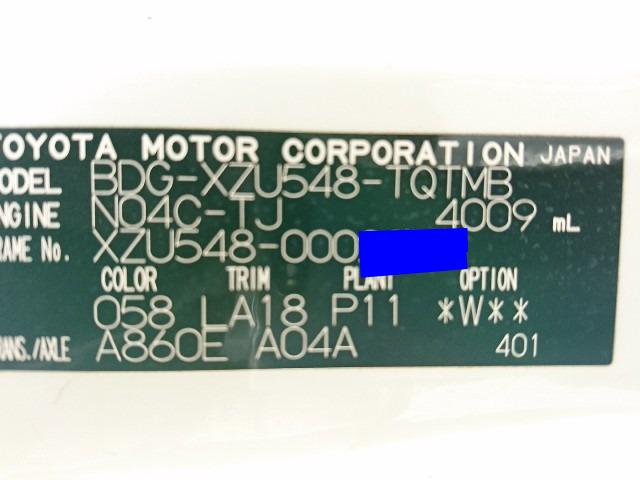 TOYOTA MOTOR CORPORATION JAPAN
MODEL BDG-XZU548-TQTMB
ENGINE N04C-TJ 4009 mL
FRAME No. XZU548-000
COLOR TRIM PLANT OPTION
058 LA18 P11 *W**
TRANS./AXLE A860E A04A 401